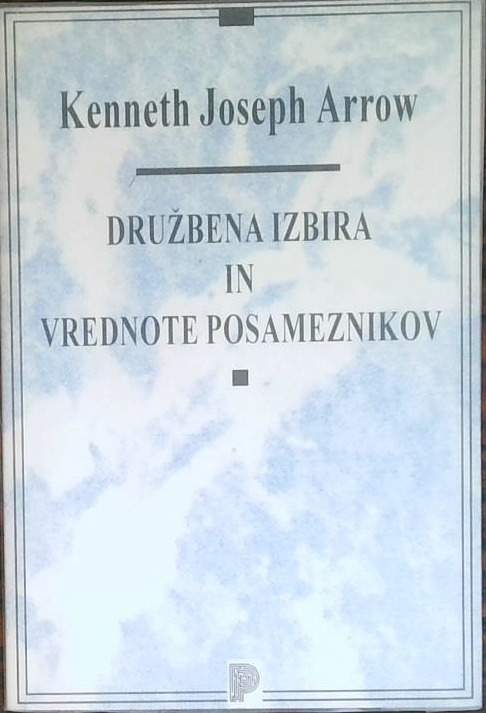 Kenneth Joseph Arrow
DRUŽBENA IZBIRA
IN
VREDNOTE POSAMEZNIKOV